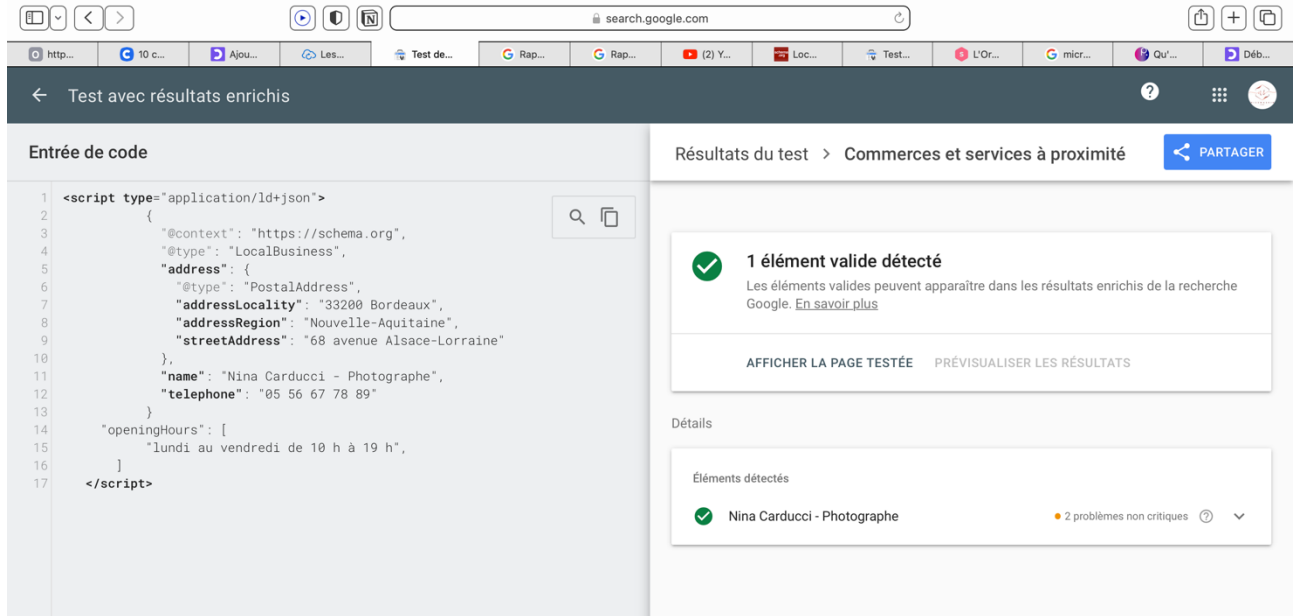 search.google.com
http...
10 c...
Ajou...
Les...
Test de...
Rap...
Rap...
(2) Y...
Loc...
Test...
L'Or...
micr...
Qu'...
Déb...
Test avec résultats enrichis
Entrée de code
1 <script type="application/ld+json">
2 {
3 "@context": "https://schema.org",
4 "@type": "LocalBusiness",
5 "address": {
6 "@type": "PostalAddress",
7 "addressLocality": "33200 Bordeaux",
8 "addressRegion": "Nouvelle-Aquitaine",
9 "streetAddress": "68 avenue Alsace-Lorraine"
10 },
11 "name": "Nina Carducci - Photographe",
12 "telephone": "05 56 67 78 89"
13 }
14 "openingHours": [
15 "lundi au vendredi de 10 h à 19 h",
16 ]
17 </script>
Résultats du test > Commerces et services à proximité
PARTAGER
1 élément valide détecté
Les éléments valides peuvent apparaître dans les résultats enrichis de la recherche
Google. En savoir plus
AFFICHER LA PAGE TESTÉE PRÉVISUALISER LES RÉSULTATS
Détails
Éléments détectés
Nina Carducci - Photographe
2 problèmes non critiques